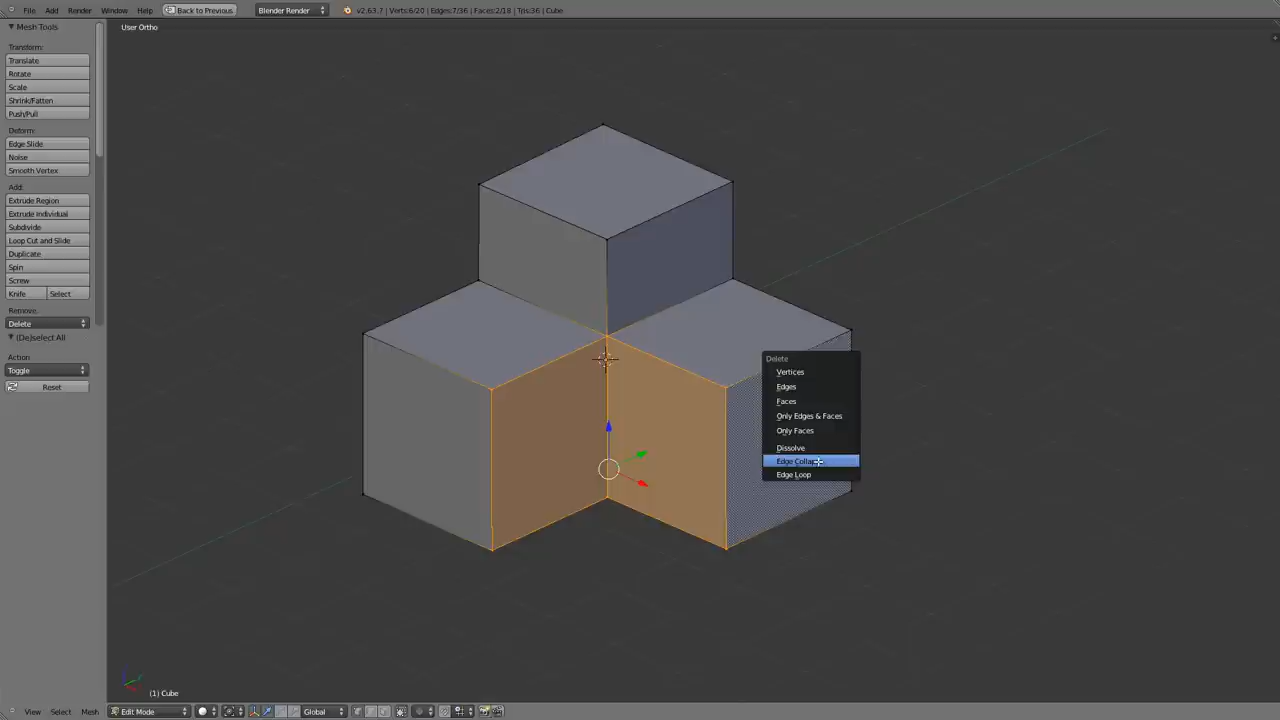 File Add Render Window Help Back to Previous Blender Render v2.63.7 | Verts:6/20 | Edges:7/36 | Faces:2/18 | Tris:36 | Cube
Mesh Tools
User Ortho
Transform:
Translate
Rotate
Scale
Shrink/Fatten
Push/Pull
Deform:
Edge Slide
Noise
Smooth Vertex
Add:
Extrude Region
Extrude Individual
Subdivide
Loop Cut and Slide
Duplicate
Spin
Screw
Knife Select
Remove:
Delete
(De)select All
Action
Toggle
Reset
Delete
Vertices
Edges
Faces
Only Edges & Faces
Only Faces
Dissolve
Edge Colla
Edge Loop
(1) Cube
View Select Mesh Edit Mode Global